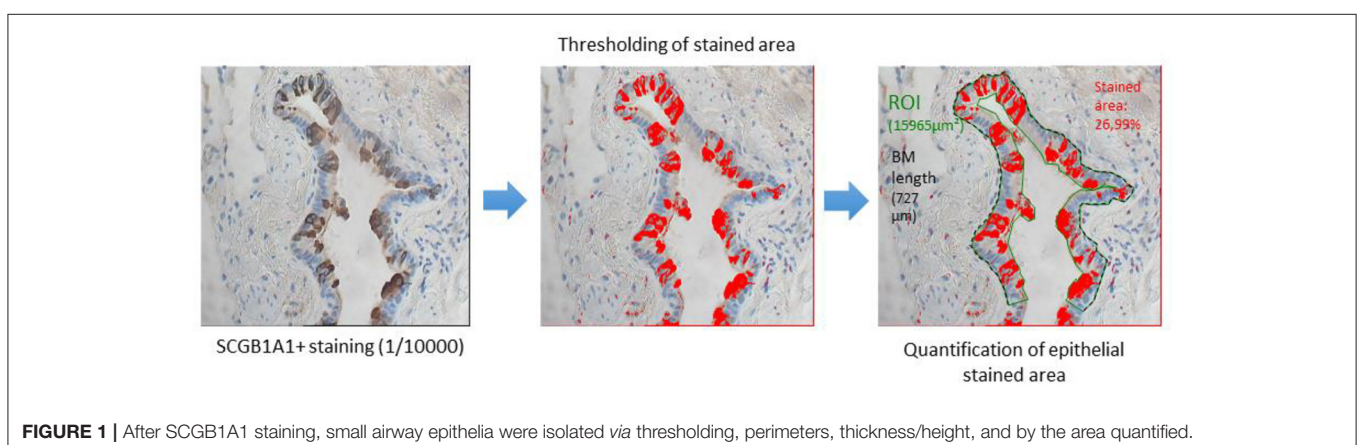 Thresholding of stained area
SCGB1A1+ staining (1/10000)
ROI
(15965µm²)
BM
length
(727
µm)
Stained
area:
26,99%
Quantification of epithelial
stained area
FIGURE 1 | After SCGB1A1 staining, small airway epithelia were isolated via thresholding, perimeters, thickness/height, and by the area quantified.